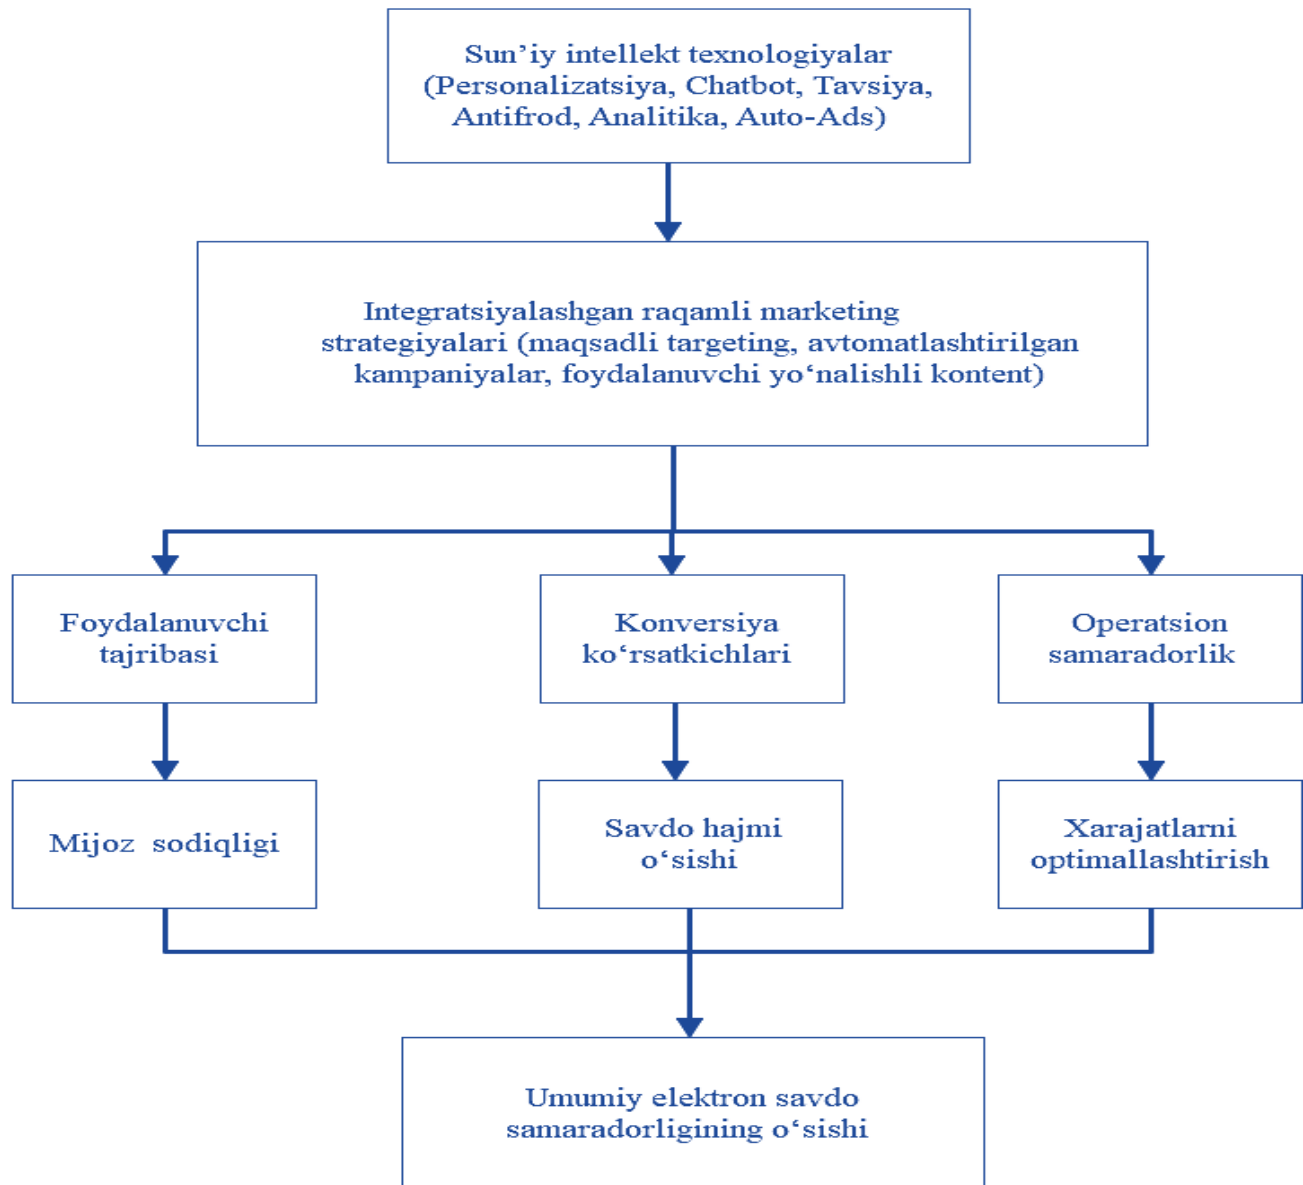 Sun’iy intellekt texnologiyalar
(Personalizatsiya, Chatbot, Tavsiya,
Antifrod, Analitika, Auto-Ads)
Integratsiyalashgan raqamli marketing
strategiyalari (maqsadli targeting, avtomatlashtirilgan
kampaniyalar, foydalanuvchi yo‘nalishli kontent)
Foydalanuvchi
tajribasi
Konversiya
ko‘rsatkichlari
Operatsion
samaradorlik
Mijoz sodiqligi
Savdo hajmi
o‘sishi
Xarajatlarni
optimallashtirish
Umumiy elektron savdo
samaradorligining o‘sishi